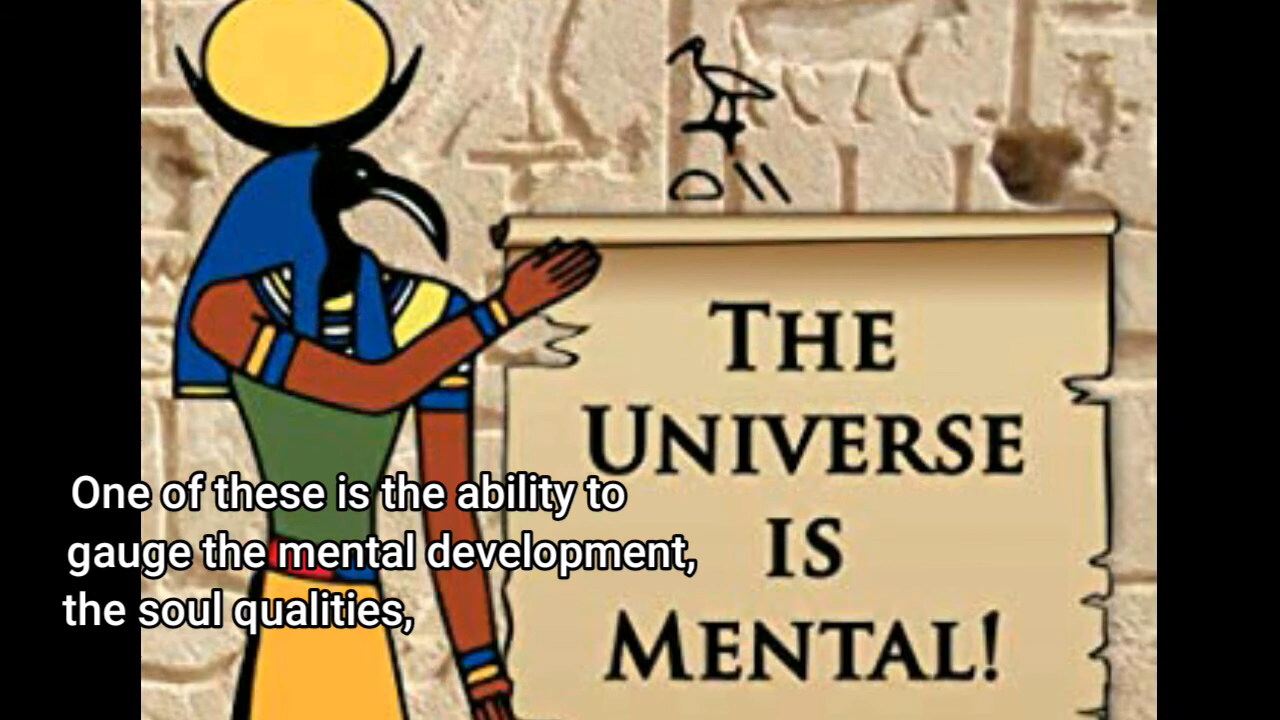 THE
UNIVERSE
IS
MENTAL!
One of these is the ability to
gauge the mental development,
the soul qualities,